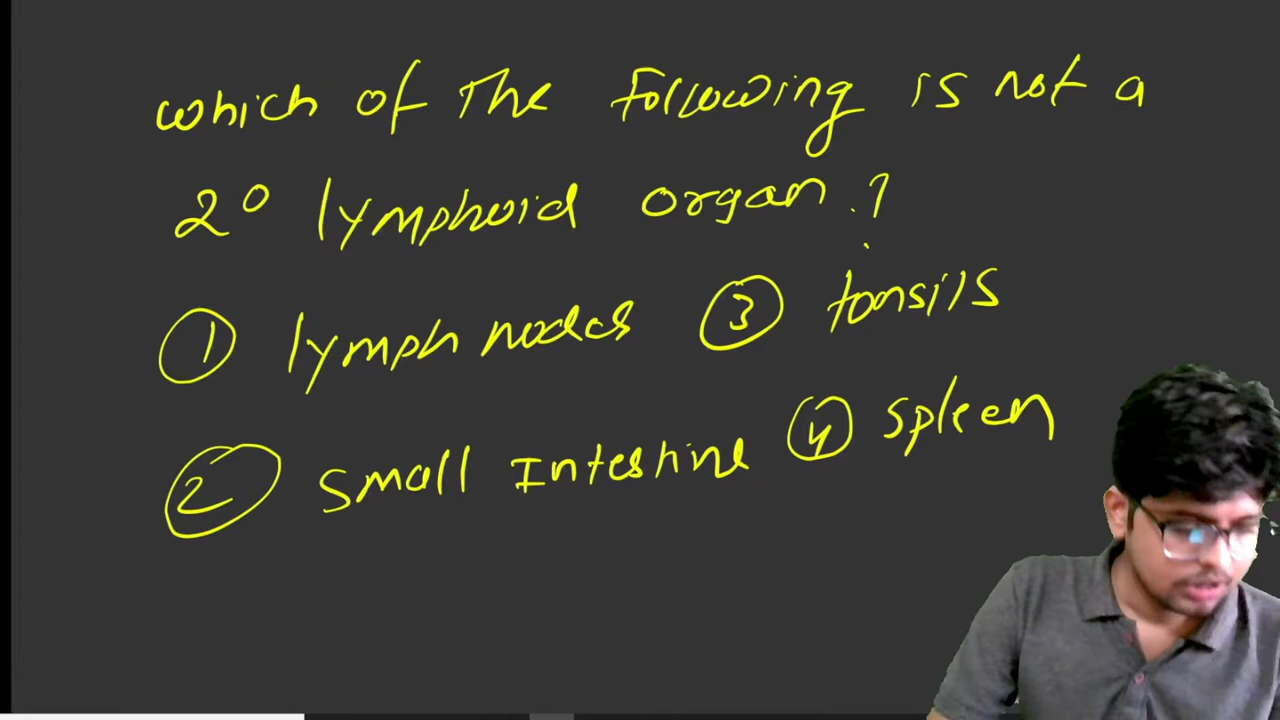 which of the following is not a
2° lymphoid organ.?
① lymph nodes ③ tonsils
② Small Intestine ④ spleen